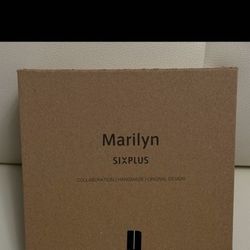 Marilyn
SIXPLUS
COLLABORATION | HANDMADE | ORIGINAL DESIGN